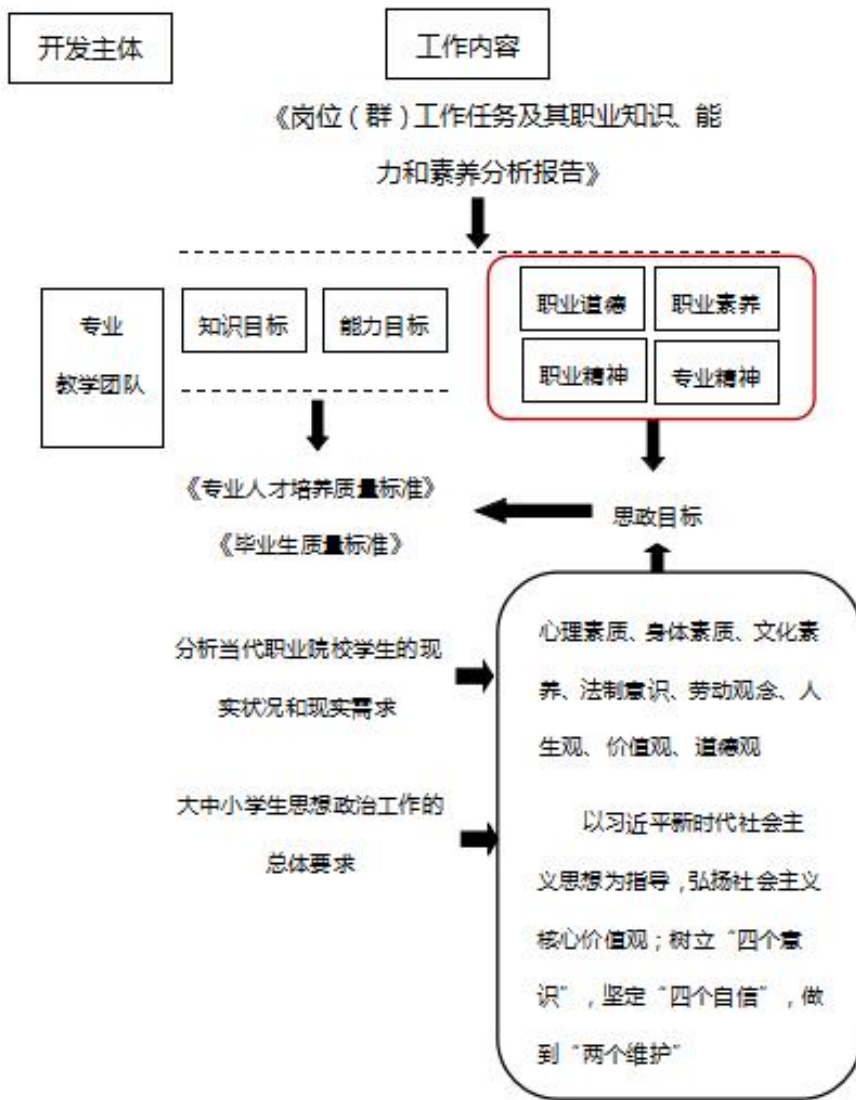 开发主体
工作内容
《岗位（群）工作任务及其职业知识、能
力和素养分析报告》
专业
教学团队
知识目标
能力目标
职业道德
职业素养
职业精神
专业精神
《专业人才培养质量标准》
《毕业生质量标准》
思政目标
分析当代职业院校学生的现
实状况和现实需求
大中小学生思想政治工作的
总体要求
心理素质、身体素质、文化素
养、法制意识、劳动观念、人
生观、价值观、道德观
以习近平新时代社会主
义思想为指导，弘扬社会主义
核心价值观；树立“四个意
识”，坚定“四个自信”，做
到“两个维护”